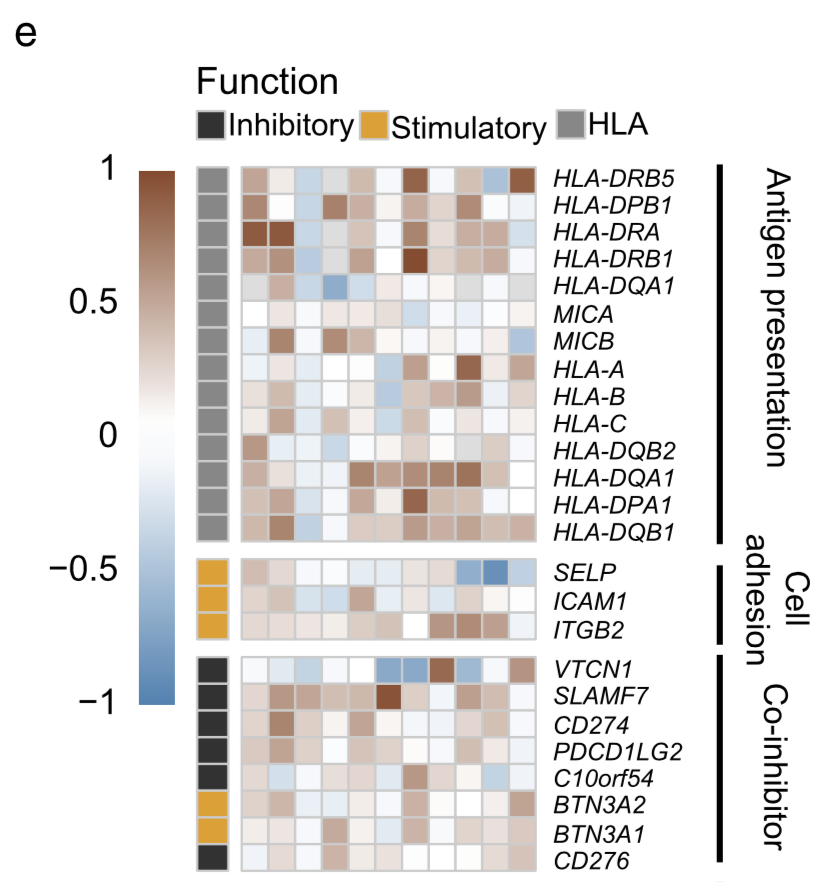 e
Function
Inhibitory Stimulatory HLA
1
0.5
0
−0.5
−1
HLA-DRB5
HLA-DPB1
HLA-DRA
HLA-DRB1
HLA-DQA1
MICA
MICB
HLA-A
HLA-B
HLA-C
HLA-DQB2
HLA-DQA1
HLA-DPA1
HLA-DQB1
Antigen presentation
SELP
ICAM1
ITGB2
Cell
adhesion
VTCN1
SLAMF7
CD274
PDCD1LG2
C10orf54
BTN3A2
BTN3A1
CD276
Co-inhibitor